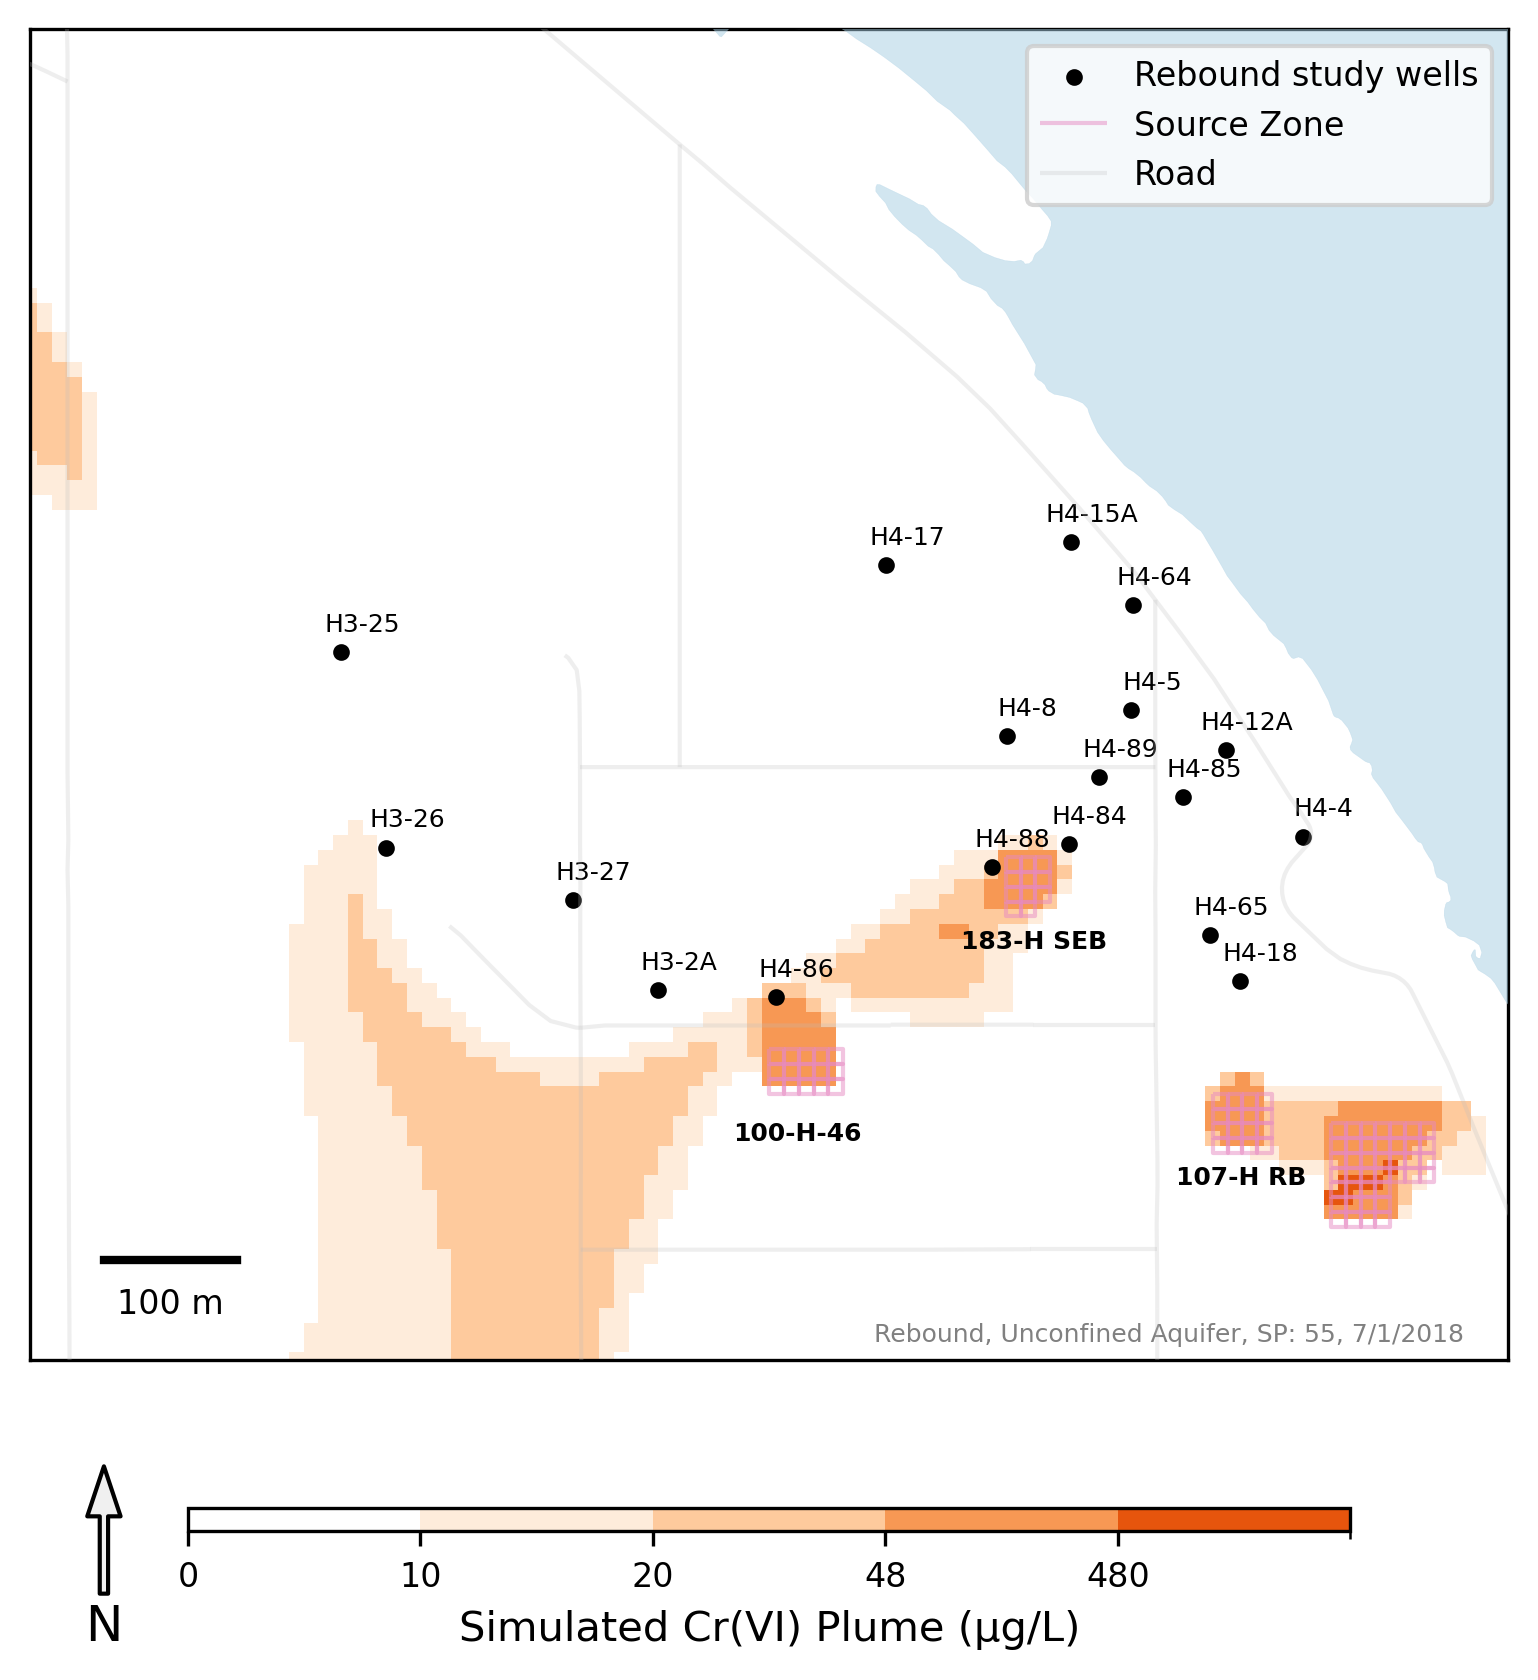 Rebound study wells
Source Zone
Road
H4-15A
H4-17
H4-64
H3-25
H4-5
H4-8
H4-12A
H4-89
H4-85
H4-4
H3-26
H4-84
H4-88
H3-27
H4-65
183-H SEB
H4-18
H3-2A
H4-86
100-H-46
107-H RB
100 m
Rebound, Unconfined Aquifer, SP: 55, 7/1/2018
0 10 20 48 480
N
Simulated Cr(VI) Plume (μg/L)